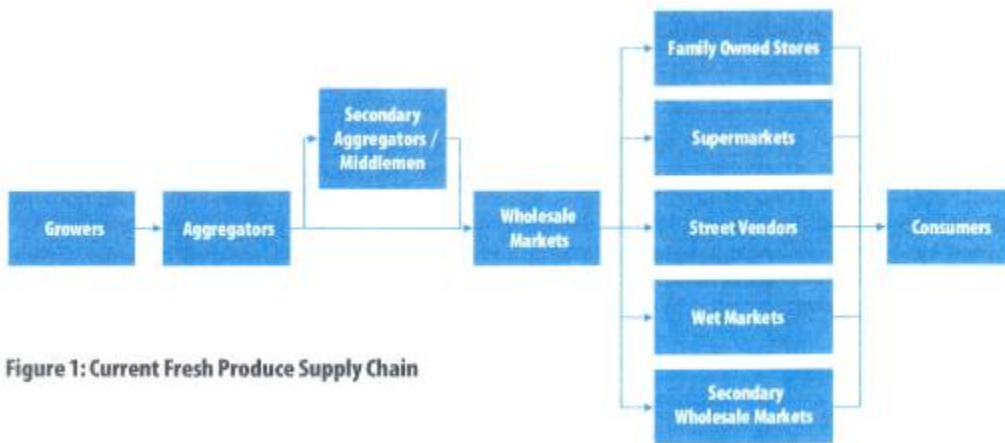 Family Owned Stores
Secondary
Aggregators /
Middlemen
Supermarkets
Growers
Aggregators
Wholesale
Markets
Street Vendors
Consumers
Wet Markets
Figure 1: Current Fresh Produce Supply Chain
Secondary
Wholesale Markets